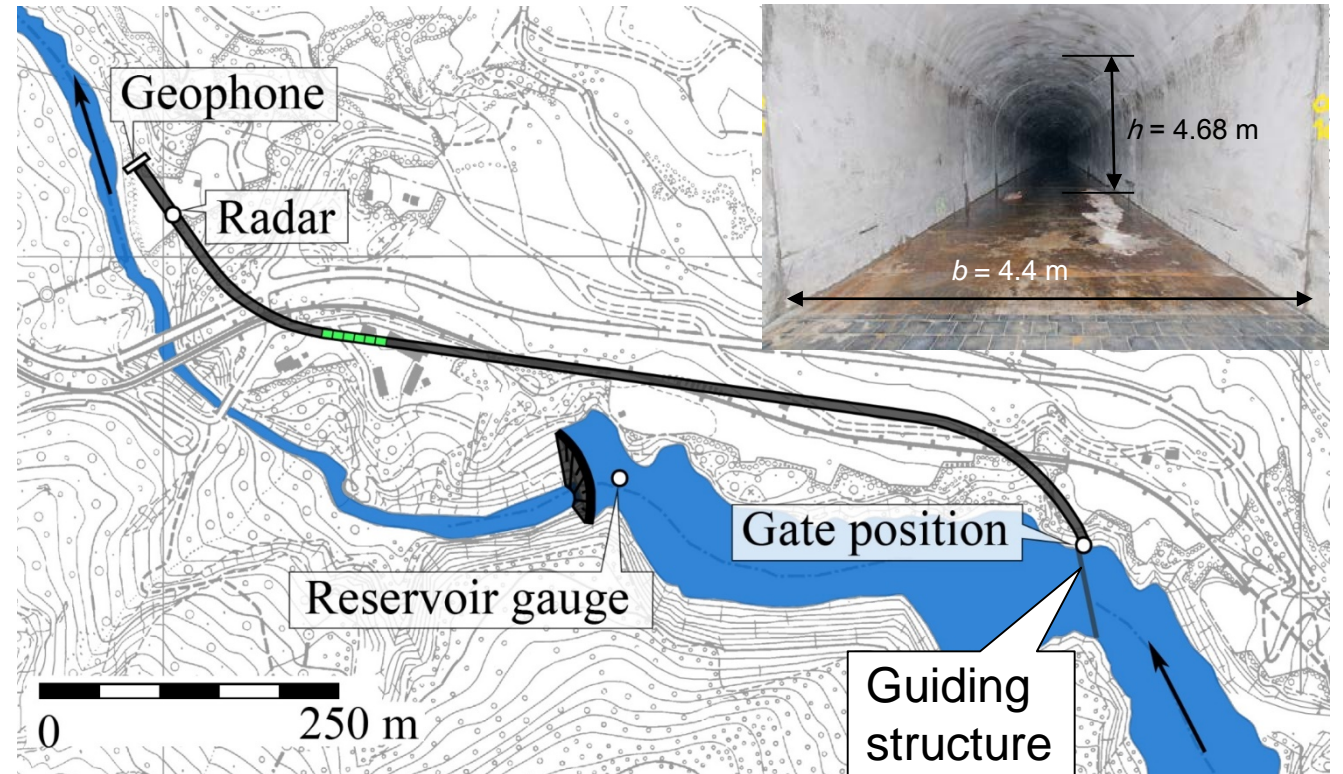 Geophone
Radar
h = 4.68 m
b = 4.4 m
Gate position
Reservoir gauge
Guiding
structure
0
250 m